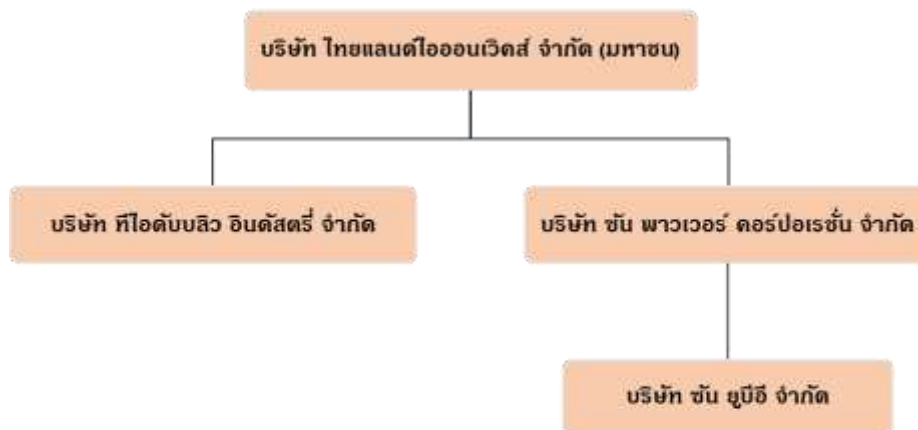 บริษัท ไทยแลนด์ไอออนเวิคส์ จำกัด (มหาชน)
บริษัท ทีไอดับบลิว อินดัสตรี่ จำกัด
บริษัท ซัน พาวเวอร์ คอร์ปอเรชั่น จำกัด
บริษัท ซัน ยูบีอี จำกัด